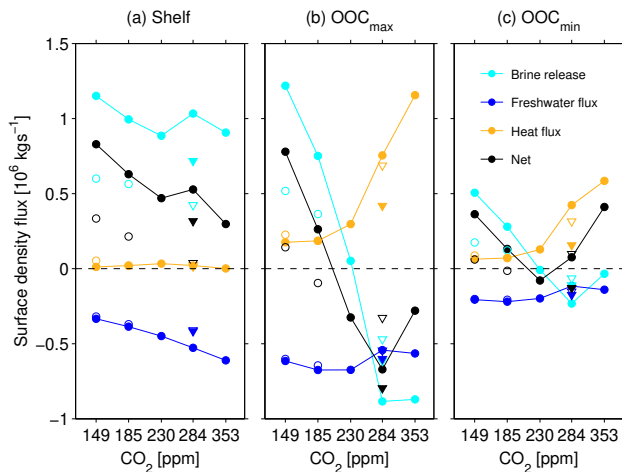 (a) Shelf
(b) OOCmax
(c) OOCmin
Surface density flux [10⁶ kgs⁻¹]
1.5
1
0.5
0
−0.5
−1
Brine release
Freshwater flux
Heat flux
Net
149 185 230 284 353
149 185 230 284 353
149 185 230 284 353
CO₂ [ppm]
CO₂ [ppm]
CO₂ [ppm]